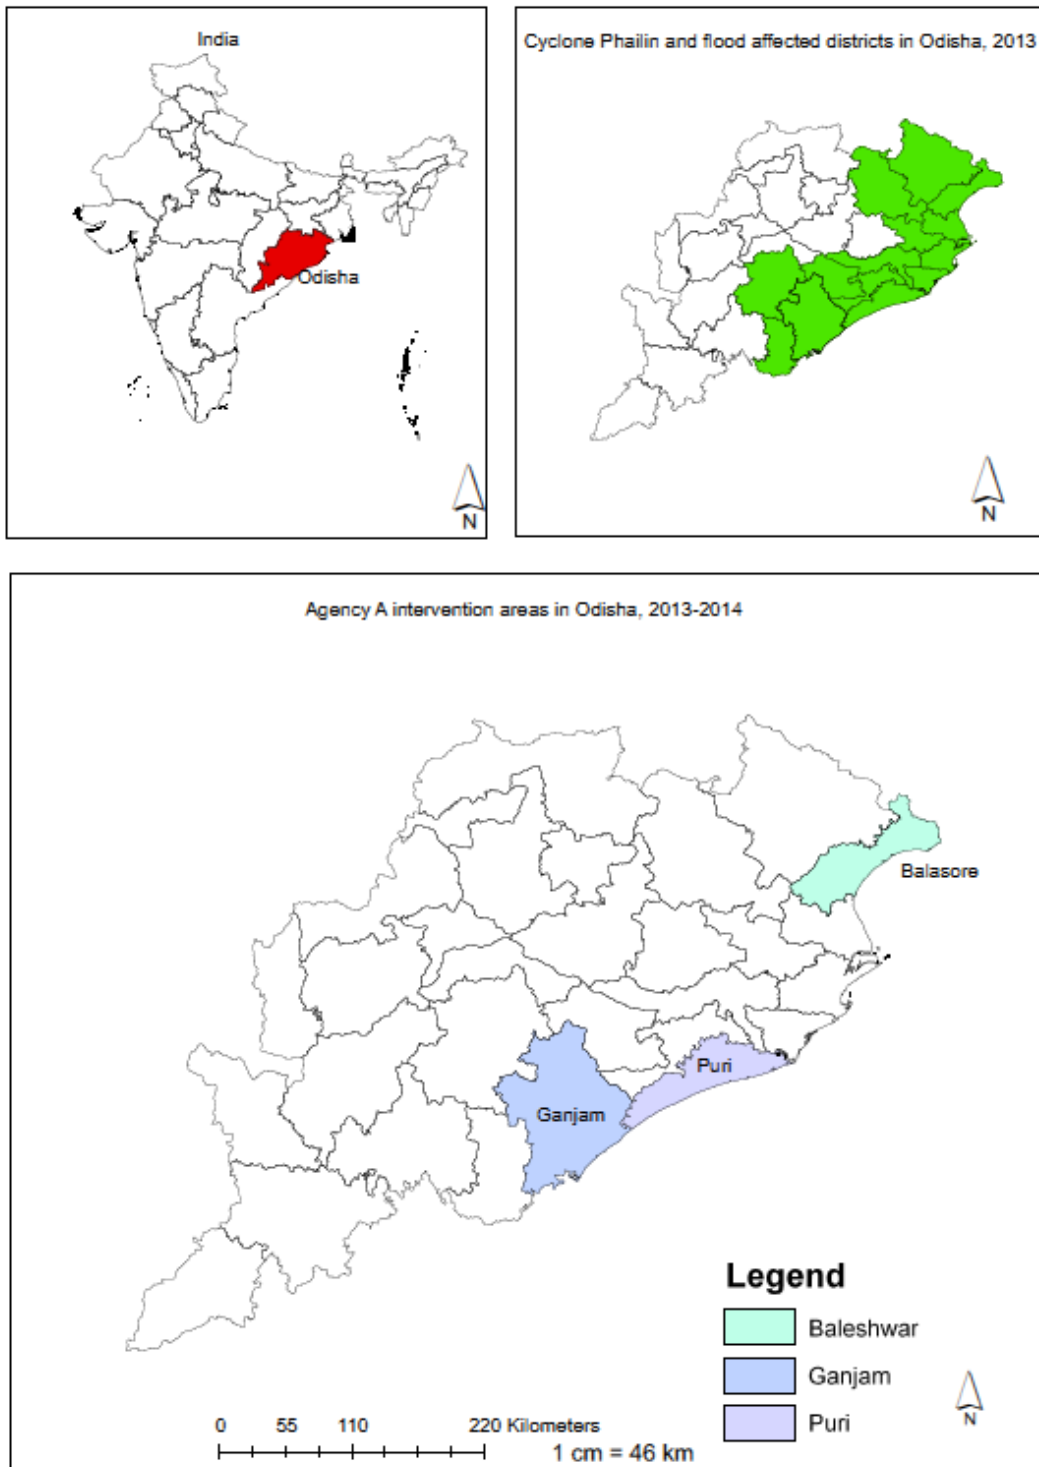 India
Odisha
N
Cyclone Phailin and flood affected districts in Odisha, 2013
N
Agency A intervention areas in Odisha, 2013-2014
Balasore
Puri
Ganjam
Legend
Baleshwar
Ganjam
Puri
N
0 55 110 220 Kilometers
1 cm = 46 km